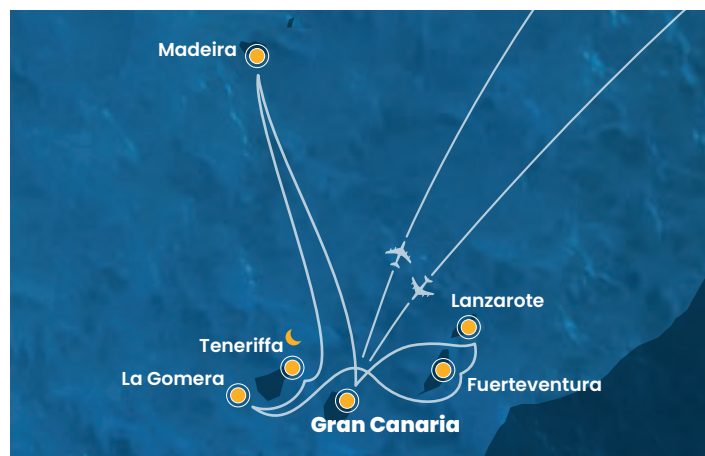 Madeira
Lanzarote
Teneriffa
La Gomera
Fuerteventura
Gran Canaria